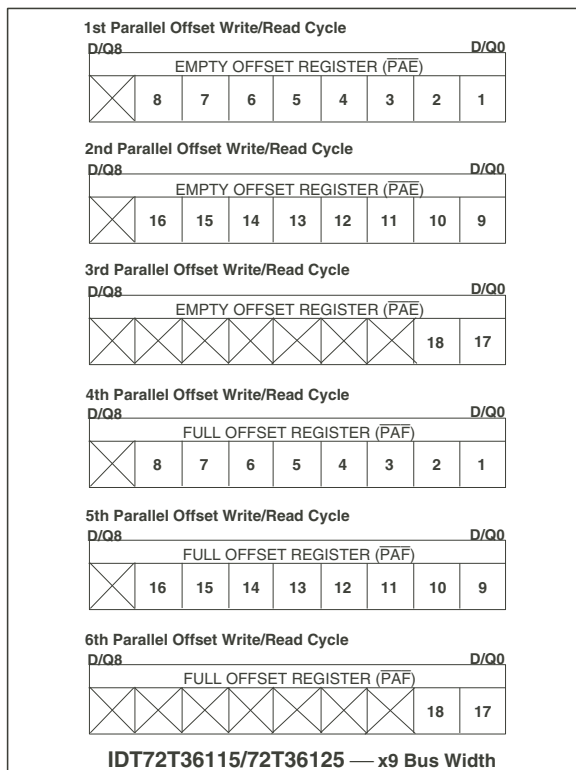 1st Parallel Offset Write/Read Cycle
D/Q8 D/Q0
EMPTY OFFSET REGISTER (PAE)
8 7 6 5 4 3 2 1
2nd Parallel Offset Write/Read Cycle
D/Q8 D/Q0
EMPTY OFFSET REGISTER (PAE)
16 15 14 13 12 11 10 9
3rd Parallel Offset Write/Read Cycle
D/Q8 D/Q0
EMPTY OFFSET REGISTER (PAE)
18 17
4th Parallel Offset Write/Read Cycle
D/Q8 D/Q0
FULL OFFSET REGISTER (PAF)
8 7 6 5 4 3 2 1
5th Parallel Offset Write/Read Cycle
D/Q8 D/Q0
FULL OFFSET REGISTER (PAF)
16 15 14 13 12 11 10 9
6th Parallel Offset Write/Read Cycle
D/Q8 D/Q0
FULL OFFSET REGISTER (PAF)
18 17
IDT72T36115/72T36125 — x9 Bus Width